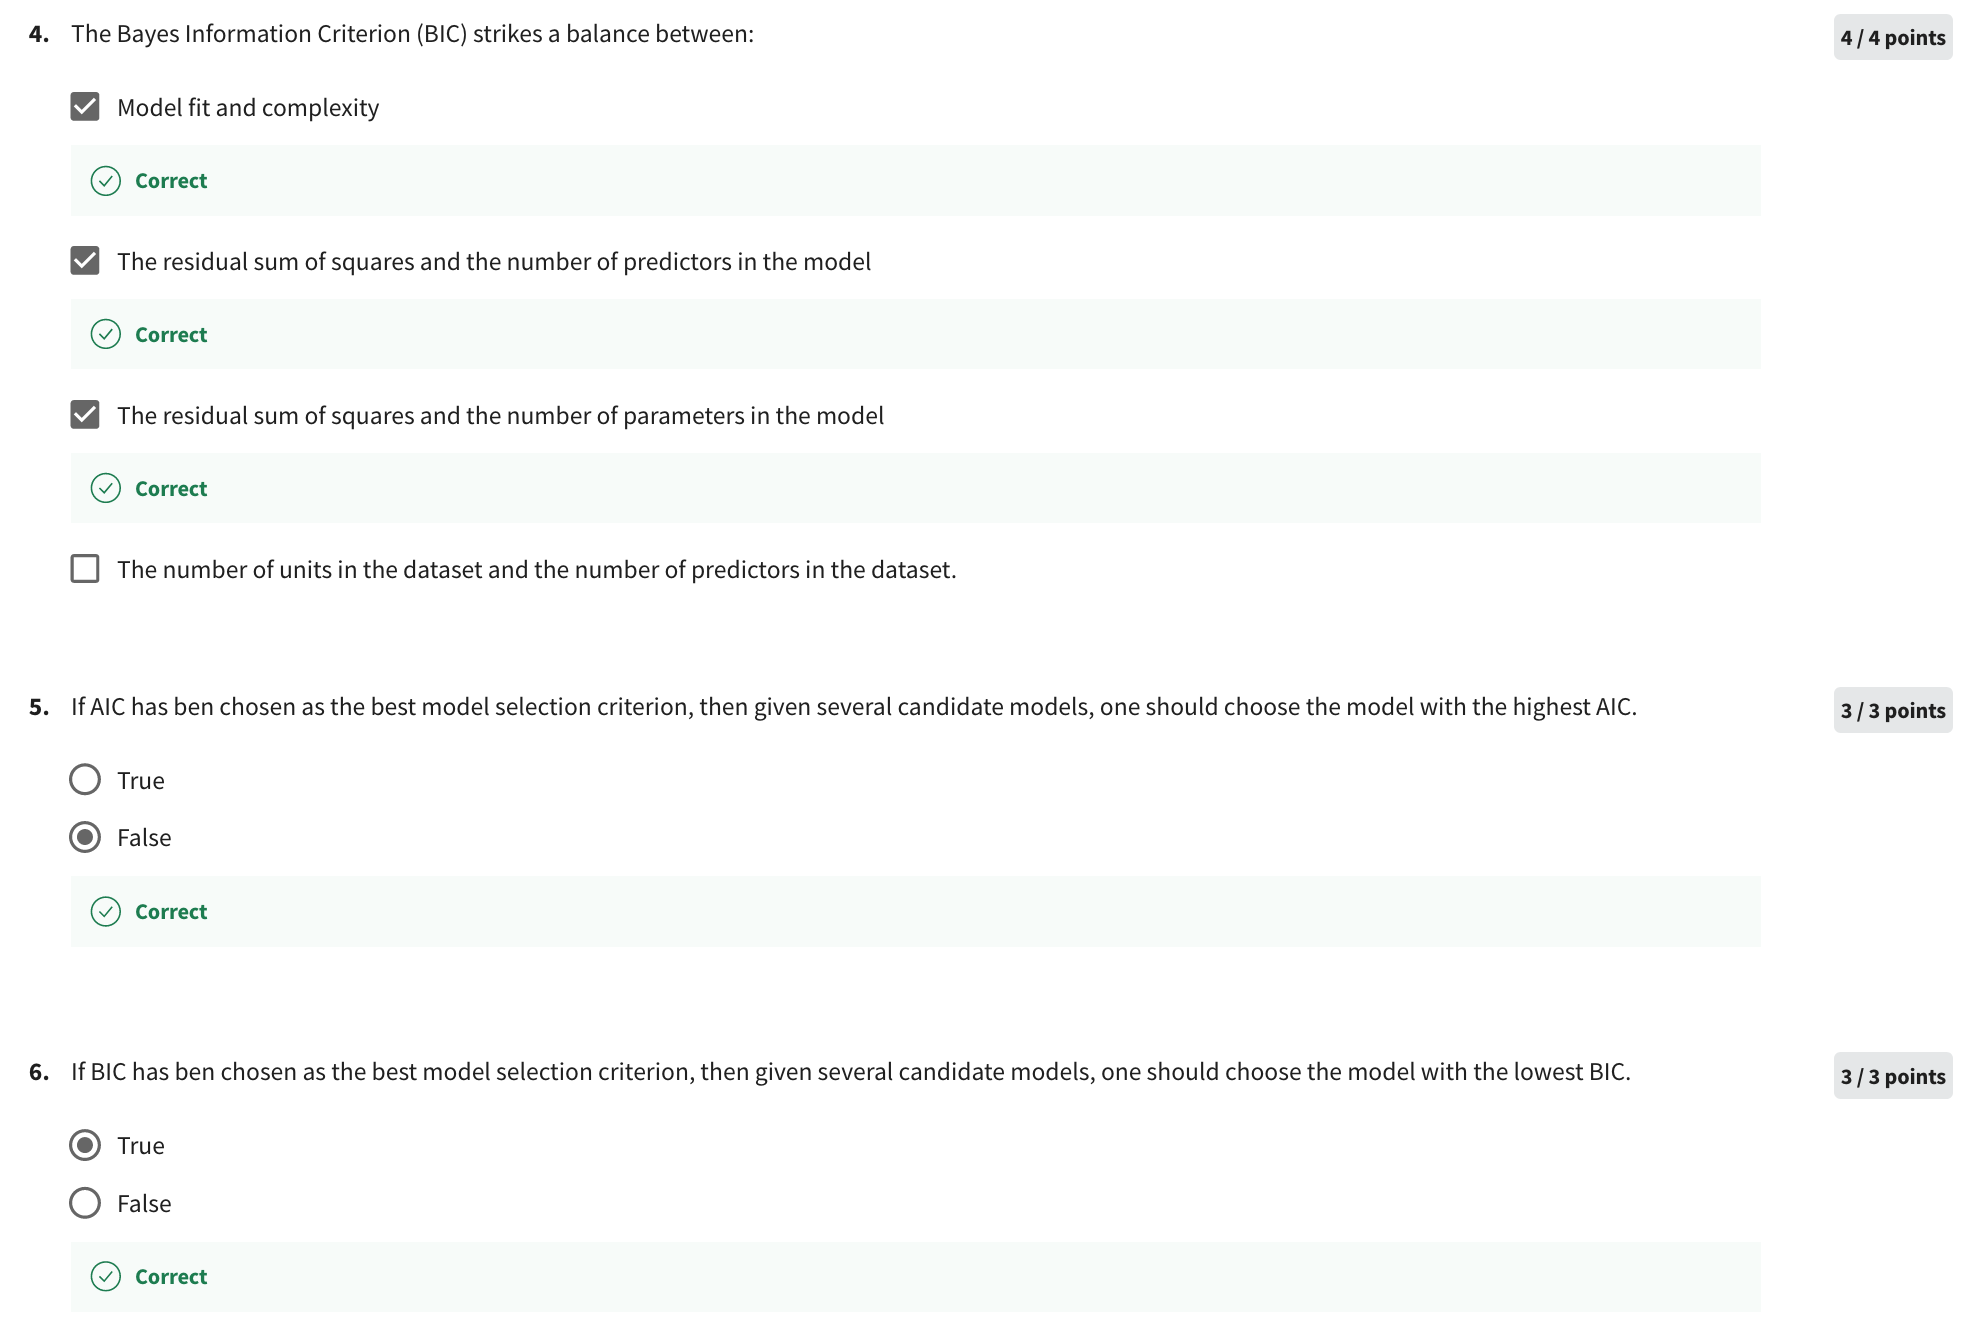 4. The Bayes Information Criterion (BIC) strikes a balance between:
4 / 4 points
Model fit and complexity
Correct
The residual sum of squares and the number of predictors in the model
Correct
The residual sum of squares and the number of parameters in the model
Correct
The number of units in the dataset and the number of predictors in the dataset.
5. If AIC has ben chosen as the best model selection criterion, then given several candidate models, one should choose the model with the highest AIC.
3 / 3 points
True
False
Correct
6. If BIC has ben chosen as the best model selection criterion, then given several candidate models, one should choose the model with the lowest BIC.
3 / 3 points
True
False
Correct